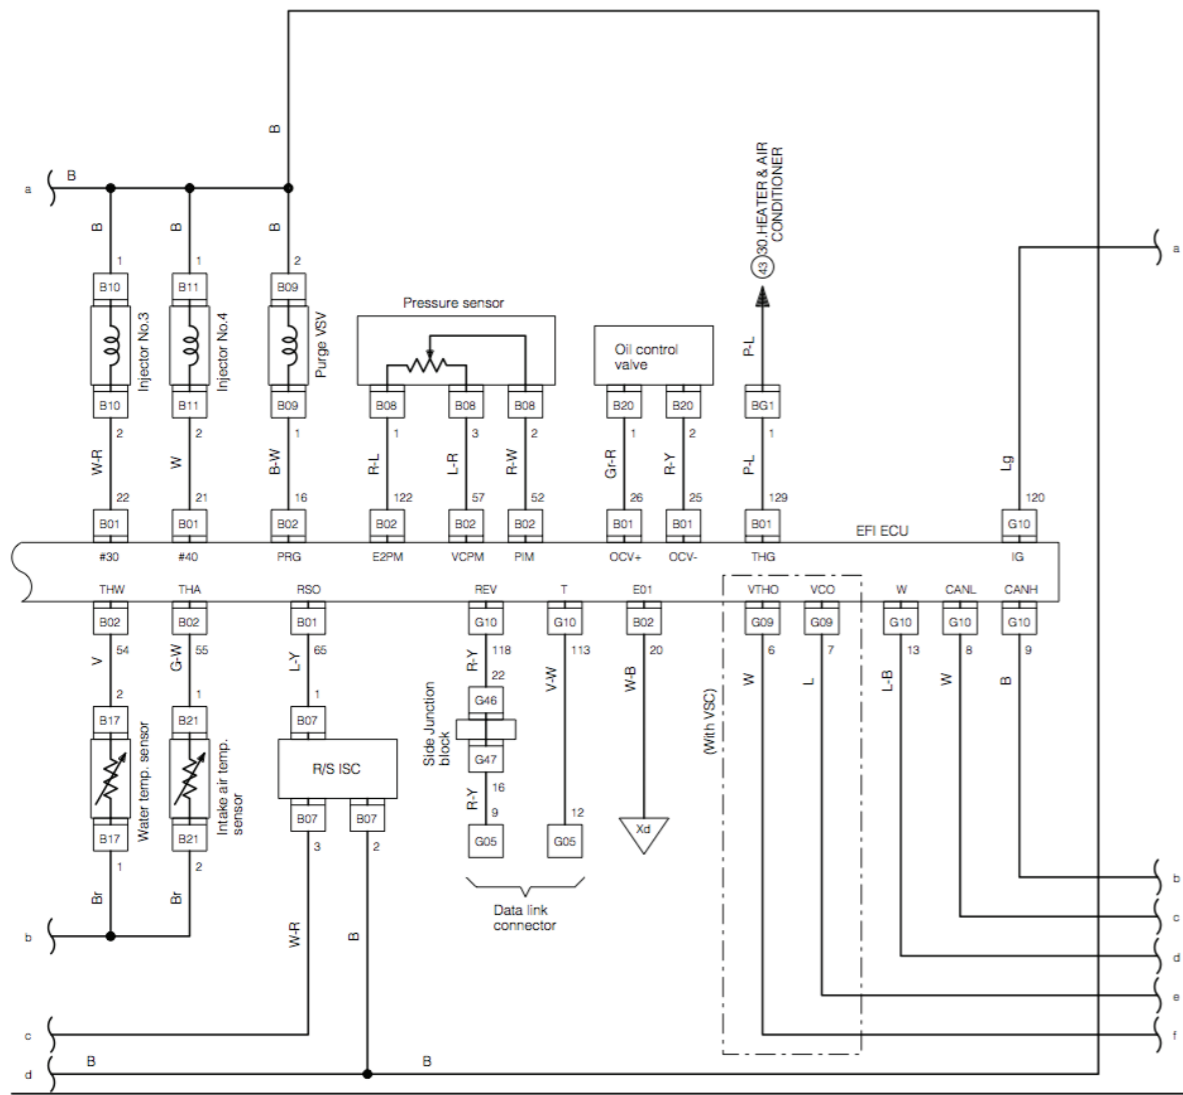 B
43 30.HEATER & AIR
CONDITIONER
a B
a
B B B
1 1 2
B10 B11 B09
Injector No.3
Injector No.4
Purge VSV
Pressure sensor
Oil control
valve
P-L
Lg
B10 B11 B09 B08 B08 B08 B20 B20 BG1
2 2 1 1 3 2 1 2 1
W-R W B-W R-L L-R R-W Gr-R R-Y P-L
22 21 16 122 57 52 26 25 129 120
B01 B01 B02 B02 B02 B02 B01 B01 B01 G10
EFI ECU
#30 #40 PRG E2PM VCPM PIM OCV+ OCV- THG IG
THW THA RSO REV T E01 VTHO VCO W CANL CANH
B02 B02 B01 G10 G10 B02 G09 G09 G10 G10 G10
54 55 65 118 113 20 6 7 13 8 9
V G-W L-Y R-Y V-W W-B W L L-B W B
2 1 1 22
B17 B21 B07 G46
Water temp. sensor
Intake air temp.
sensor
R/S ISC
Side Junction
block
(With VSC)
G47
16
R-Y
9 12
B17 B21 B07 B07 G05 G05 Xd
1 2 3 2
Br Br W-R B
Data link
connector
b
c
d
e
f
b
c
d B B